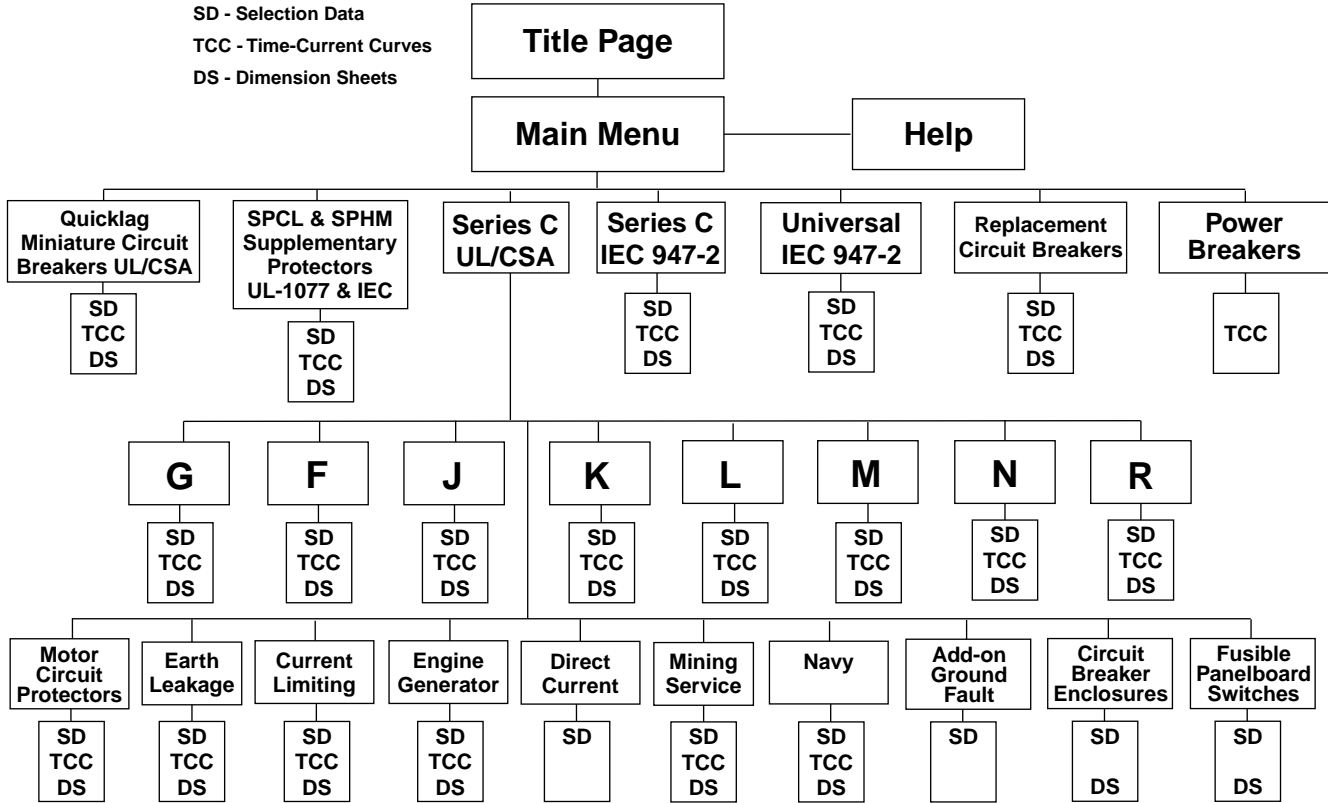 SD - Selection Data
TCC - Time-Current Curves
DS - Dimension Sheets
Title Page
Main Menu
Help
Quicklag
Miniature Circuit
Breakers UL/CSA
SD
TCC
DS
SPCL & SPHM
Supplementary
Protectors
UL-1077 & IEC
SD
TCC
DS
Series C
UL/CSA
Series C
IEC 947-2
SD
TCC
DS
Universal
IEC 947-2
SD
TCC
DS
Replacement
Circuit Breakers
SD
TCC
DS
Power
Breakers
TCC
G
SD
TCC
DS
F
SD
TCC
DS
J
SD
TCC
DS
K
SD
TCC
DS
L
SD
TCC
DS
M
SD
TCC
DS
N
SD
TCC
DS
R
SD
TCC
DS
Motor
Circuit
Protectors
SD
TCC
DS
Earth
Leakage
SD
TCC
DS
Current
Limiting
SD
TCC
DS
Engine
Generator
SD
TCC
DS
Direct
Current
SD
Mining
Service
SD
TCC
DS
Navy
SD
TCC
DS
Add-on
Ground
Fault
SD
Circuit
Breaker
Enclosures
SD
DS
Fusible
Panelboard
Switches
SD
DS